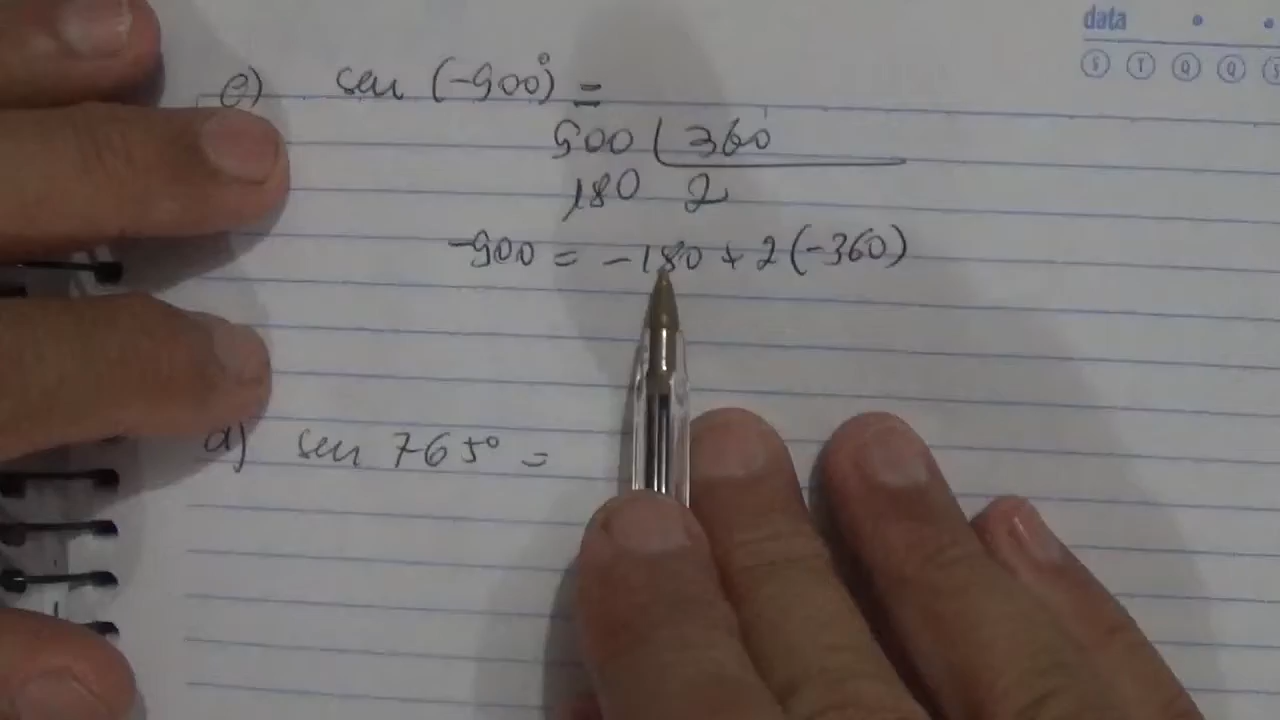 data
S T Q Q S
e) sen (-900°) =
900 360
180 2
-900 = -180 + 2(-360)
d) sen 765° =